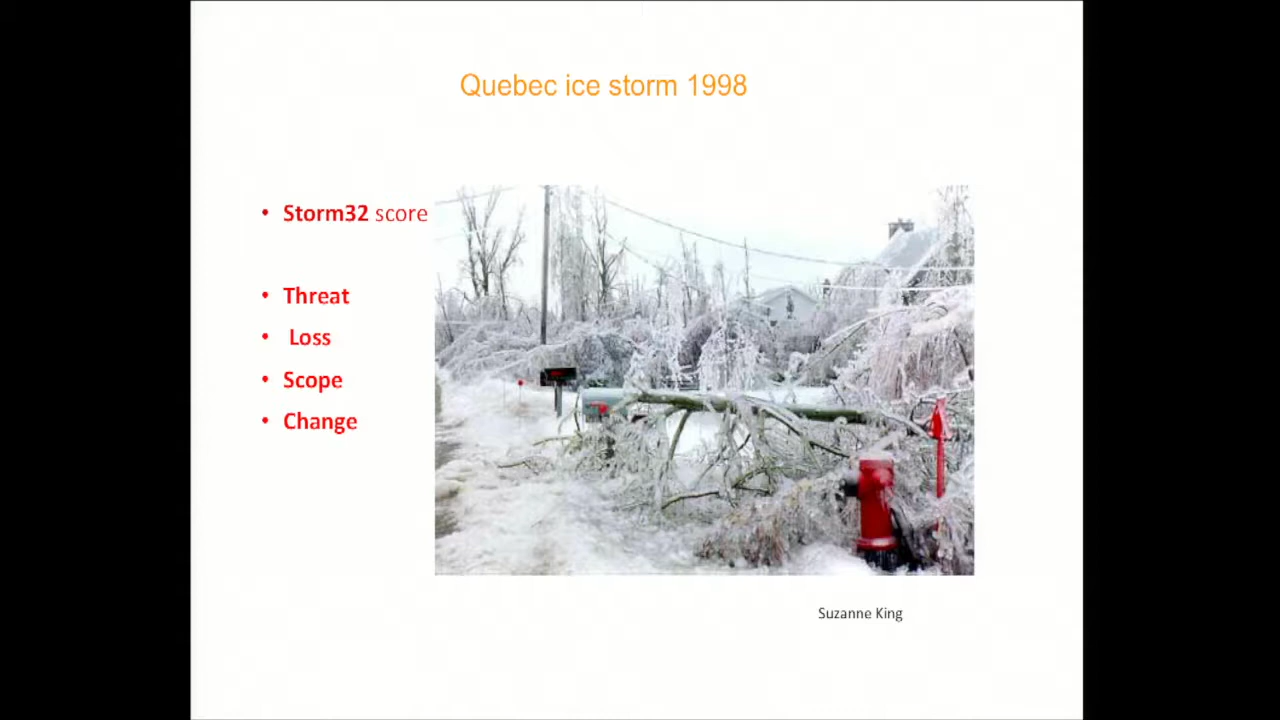 Quebec ice storm 1998
• Storm32 score
• Threat
• Loss
• Scope
• Change
Suzanne King